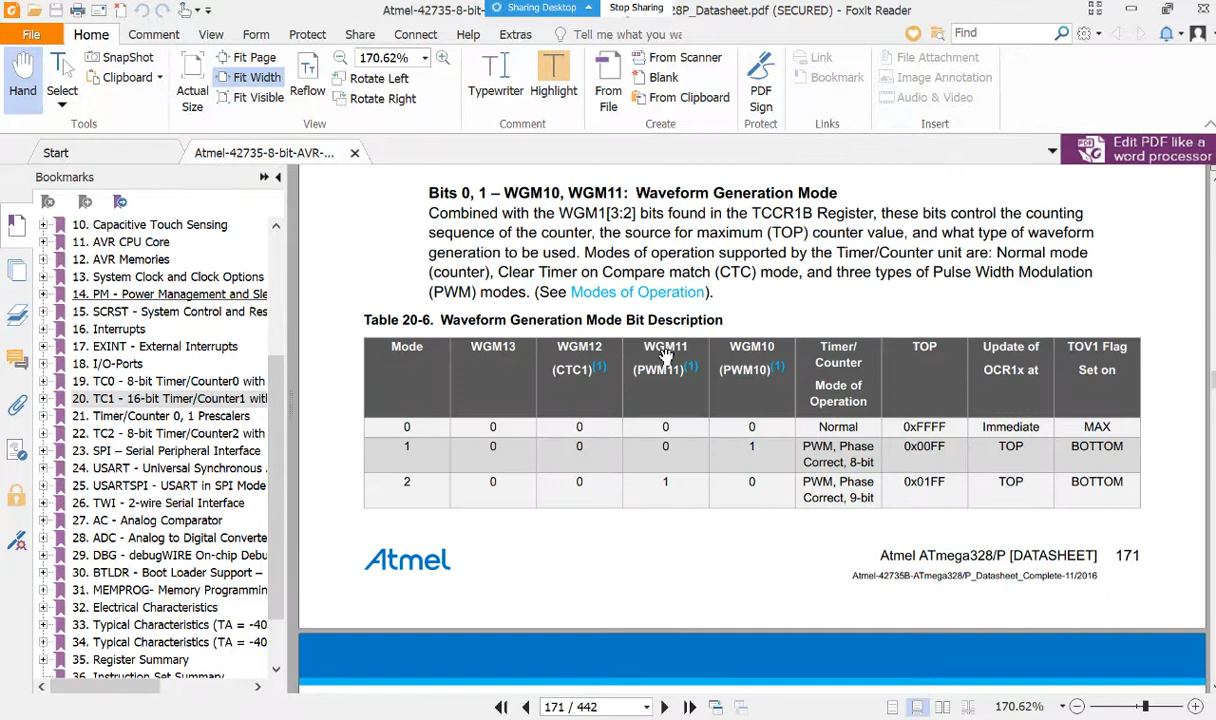 Atmel-42735-8-bit-
Sharing Desktop
Stop Sharing
8P_Datasheet.pdf (SECURED) - Foxit Reader
File Home Comment View Form Protect Share Connect Help Extras Tell me what you wa Find
Hand
Select
SnapShot
Clipboard
Tools
Actual
Size
Fit Page
Fit Width
Fit Visible
Reflow
170.62%
Rotate Left
Rotate Right
View
Typewriter
Highlight
Comment
From
File
From Scanner
Blank
From Clipboard
Create
PDF
Sign
Protect
Link
Bookmark
Links
File Attachment
Image Annotation
Audio & Video
Insert
Start
Atmel-42735-8-bit-AVR-...
Edit PDF like a
word processor
Bookmarks
10. Capacitive Touch Sensing
11. AVR CPU Core
12. AVR Memories
13. System Clock and Clock Options
14. PM - Power Management and Sle
15. SCRST - System Control and Res
16. Interrupts
17. EXINT - External Interrupts
18. I/O-Ports
19. TC0 - 8-bit Timer/Counter0 with
20. TC1 - 16-bit Timer/Counter1 with
21. Timer/Counter 0, 1 Prescalers
22. TC2 - 8-bit Timer/Counter2 with
23. SPI – Serial Peripheral Interface
24. USART - Universal Synchronous
25. USARTSPI - USART in SPI Mode
26. TWI - 2-wire Serial Interface
27. AC - Analog Comparator
28. ADC - Analog to Digital Converte
29. DBG - debugWIRE On-chip Debu
30. BTLDR - Boot Loader Support –
31. MEMPROG- Memory Programmin
32. Electrical Characteristics
33. Typical Characteristics (TA = -40
34. Typical Characteristics (TA = -40
35. Register Summary
36. Instruction Set Summary
Bits 0, 1 – WGM10, WGM11: Waveform Generation Mode
Combined with the WGM1[3:2] bits found in the TCCR1B Register, these bits control the counting
sequence of the counter, the source for maximum (TOP) counter value, and what type of waveform
generation to be used. Modes of operation supported by the Timer/Counter unit are: Normal mode
(counter), Clear Timer on Compare match (CTC) mode, and three types of Pulse Width Modulation
(PWM) modes. (See Modes of Operation).
Table 20-6. Waveform Generation Mode Bit Description
Mode WGM13 WGM12 WGM11 WGM10 Timer/ TOP Update of TOV1 Flag
(CTC1)(1) (PWM11)(1) (PWM10)(1) Counter OCR1x at Set on
Mode of
Operation
0 0 0 0 0 Normal 0xFFFF Immediate MAX
1 0 0 0 1 PWM, Phase 0x00FF TOP BOTTOM
Correct, 8-bit
2 0 0 1 0 PWM, Phase 0x01FF TOP BOTTOM
Correct, 9-bit
Atmel
Atmel ATmega328/P [DATASHEET] 171
Atmel-42735B-ATmega328/P_Datasheet_Complete-11/2016
171 / 442
170.62%